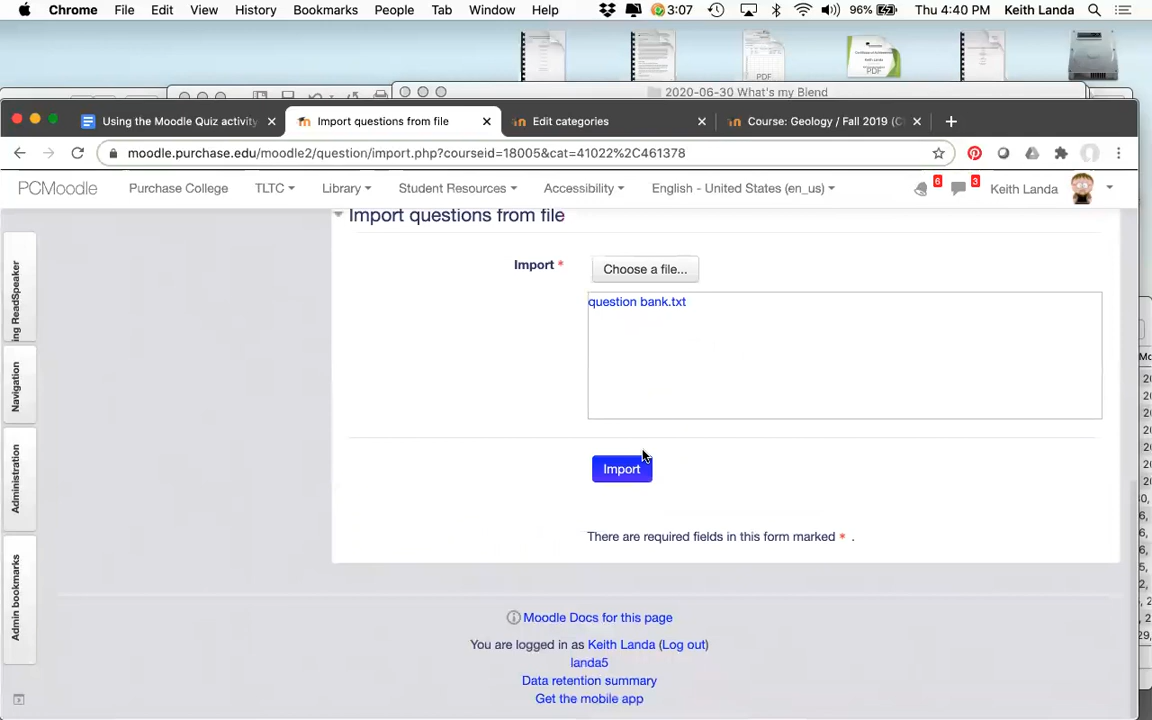 Chrome File Edit View History Bookmarks People Tab Window Help 3:07 96% Thu 4:40 PM Keith Landa
PDF
PDF
2020-06-30 What's my Blend
Using the Moodle Quiz activity
Import questions from file
Edit categories
Course: Geology / Fall 2019 (C
moodle.purchase.edu/moodle2/question/import.php?courseid=18005&cat=41022%2C461378
PCMoodle Purchase College TLTC Library Student Resources Accessibility English - United States (en_us) 6 3 Keith Landa
Import questions from file
Import * Choose a file...
question bank.txt
Import
There are required fields in this form marked * .
ing ReadSpeaker
Navigation
Administration
Admin bookmarks
Moodle Docs for this page
You are logged in as Keith Landa (Log out)
landa5
Data retention summary
Get the mobile app